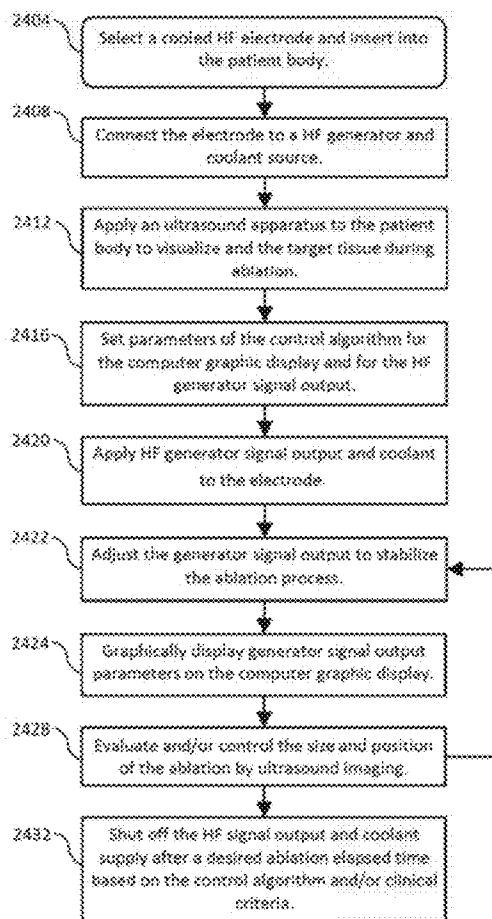 2404
Select a cooled HF electrode and insert into
the patient body.
2408
Connect the electrode to a HF generator and
coolant source.
2412
Apply an ultrasound apparatus to the patient
body to visualize and the target tissue during
ablation.
2416
Set parameters of the control algorithm for
the computer graphic display and for the HF
generator signal output.
2420
Apply HF generator signal output and coolant
to the electrode.
2422
Adjust the generator signal output to stabilize
the ablation process.
2424
Graphically display generator signal output
parameters on the computer graphic display.
2428
Evaluate and/or control the size and position
of the ablation by ultrasound imaging.
2432
Shut off the HF signal output and coolant
supply after a desired ablation elapsed time
based on the control algorithm and/or clinical
criteria.